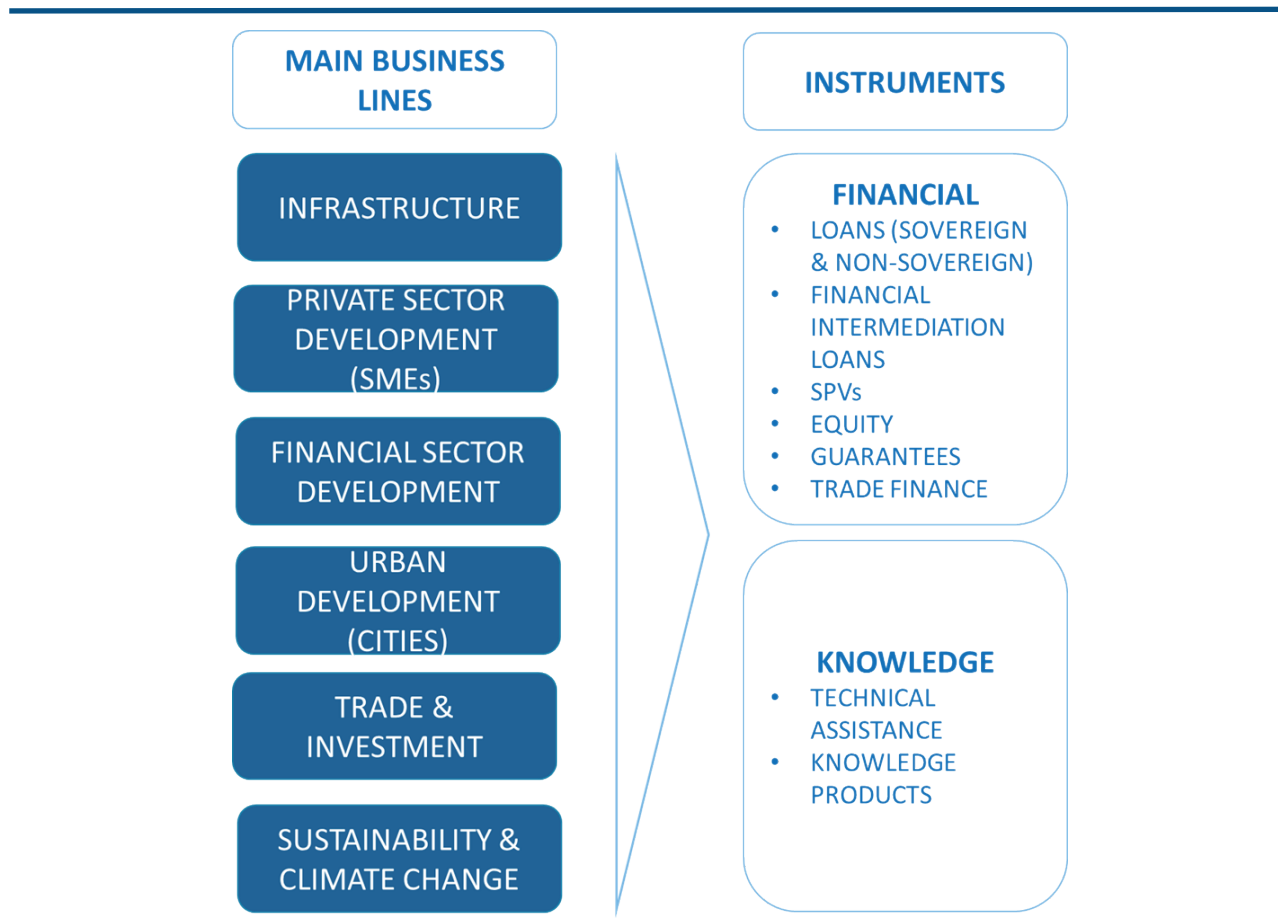 MAIN BUSINESS
LINES
INFRASTRUCTURE
PRIVATE SECTOR
DEVELOPMENT
(SMEs)
FINANCIAL SECTOR
DEVELOPMENT
URBAN
DEVELOPMENT
(CITIES)
TRADE &
INVESTMENT
SUSTAINABILITY &
CLIMATE CHANGE
INSTRUMENTS
FINANCIAL
• LOANS (SOVEREIGN
& NON-SOVEREIGN)
• FINANCIAL
INTERMEDIATION
LOANS
• SPVs
• EQUITY
• GUARANTEES
• TRADE FINANCE
KNOWLEDGE
• TECHNICAL
ASSISTANCE
• KNOWLEDGE
PRODUCTS